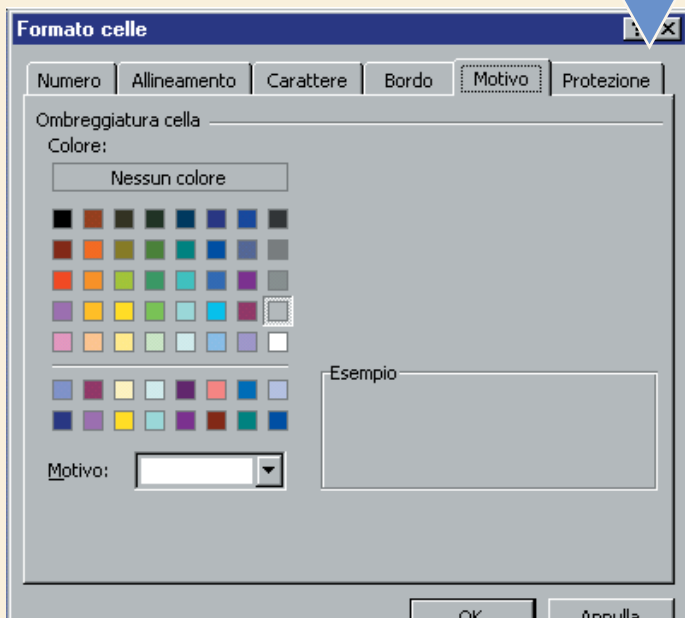 Formato celle
Numero Allineamento Carattere Bordo Motivo Protezione
Ombreggiatura cella
Colore:
Nessun colore
Esempio
Motivo:
OK Annulla